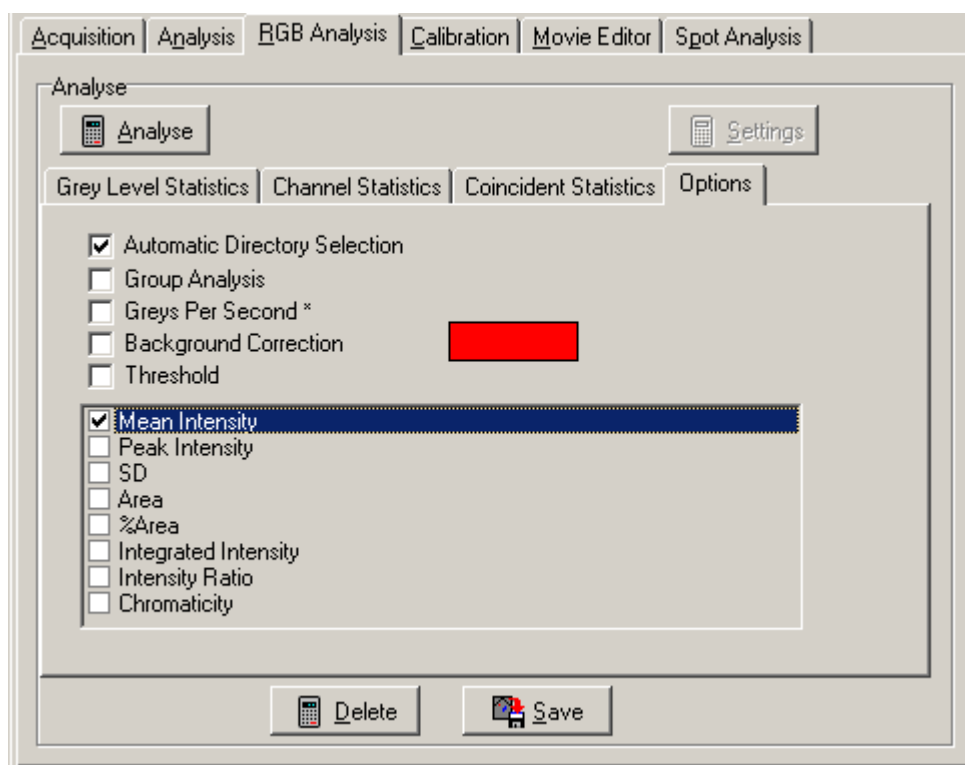 Acquisition Analysis RGB Analysis Calibration Movie Editor Spot Analysis
Analyse
Analyse Settings
Grey Level Statistics Channel Statistics Coincident Statistics Options
Automatic Directory Selection
Group Analysis
Greys Per Second *
Background Correction
Threshold
Mean Intensity
Peak Intensity
SD
Area
%Area
Integrated Intensity
Intensity Ratio
Chromaticity
Delete Save